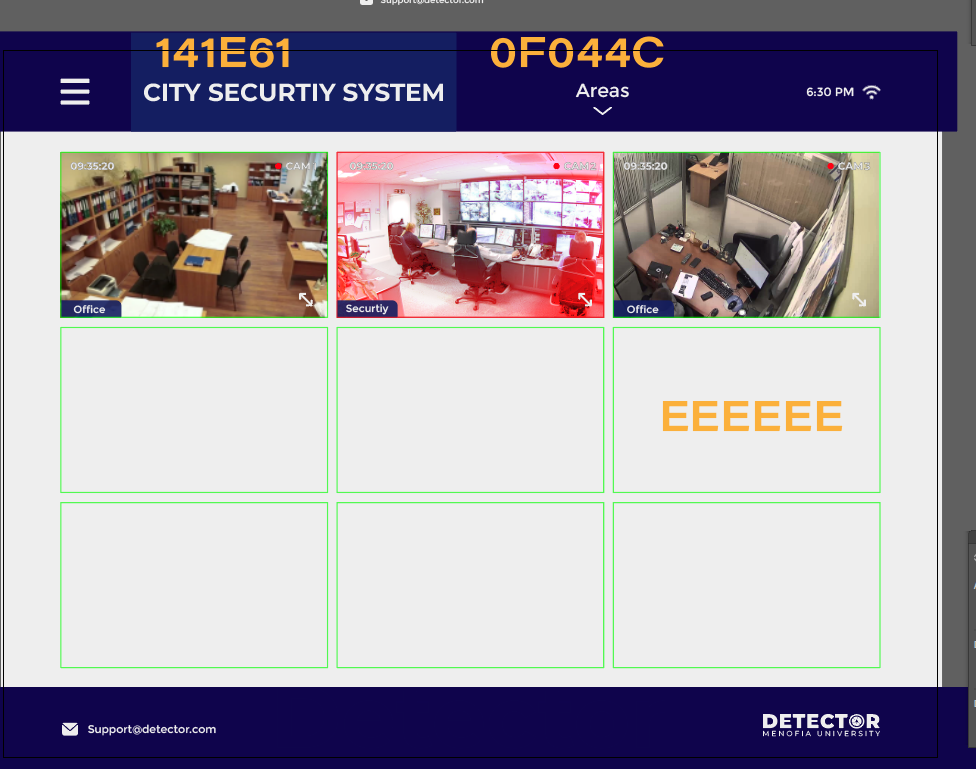 Support@detector.com
141E61 0F044C
CITY SECURTIY SYSTEM
Areas
6:30 PM
09:35:20 CAM
09:35:20 CAM2
09:35:20 CAM3
Office
Securtiy
Office
EEEEEE
Support@detector.com
DETECTOR
MENOFIA UNIVERSITY